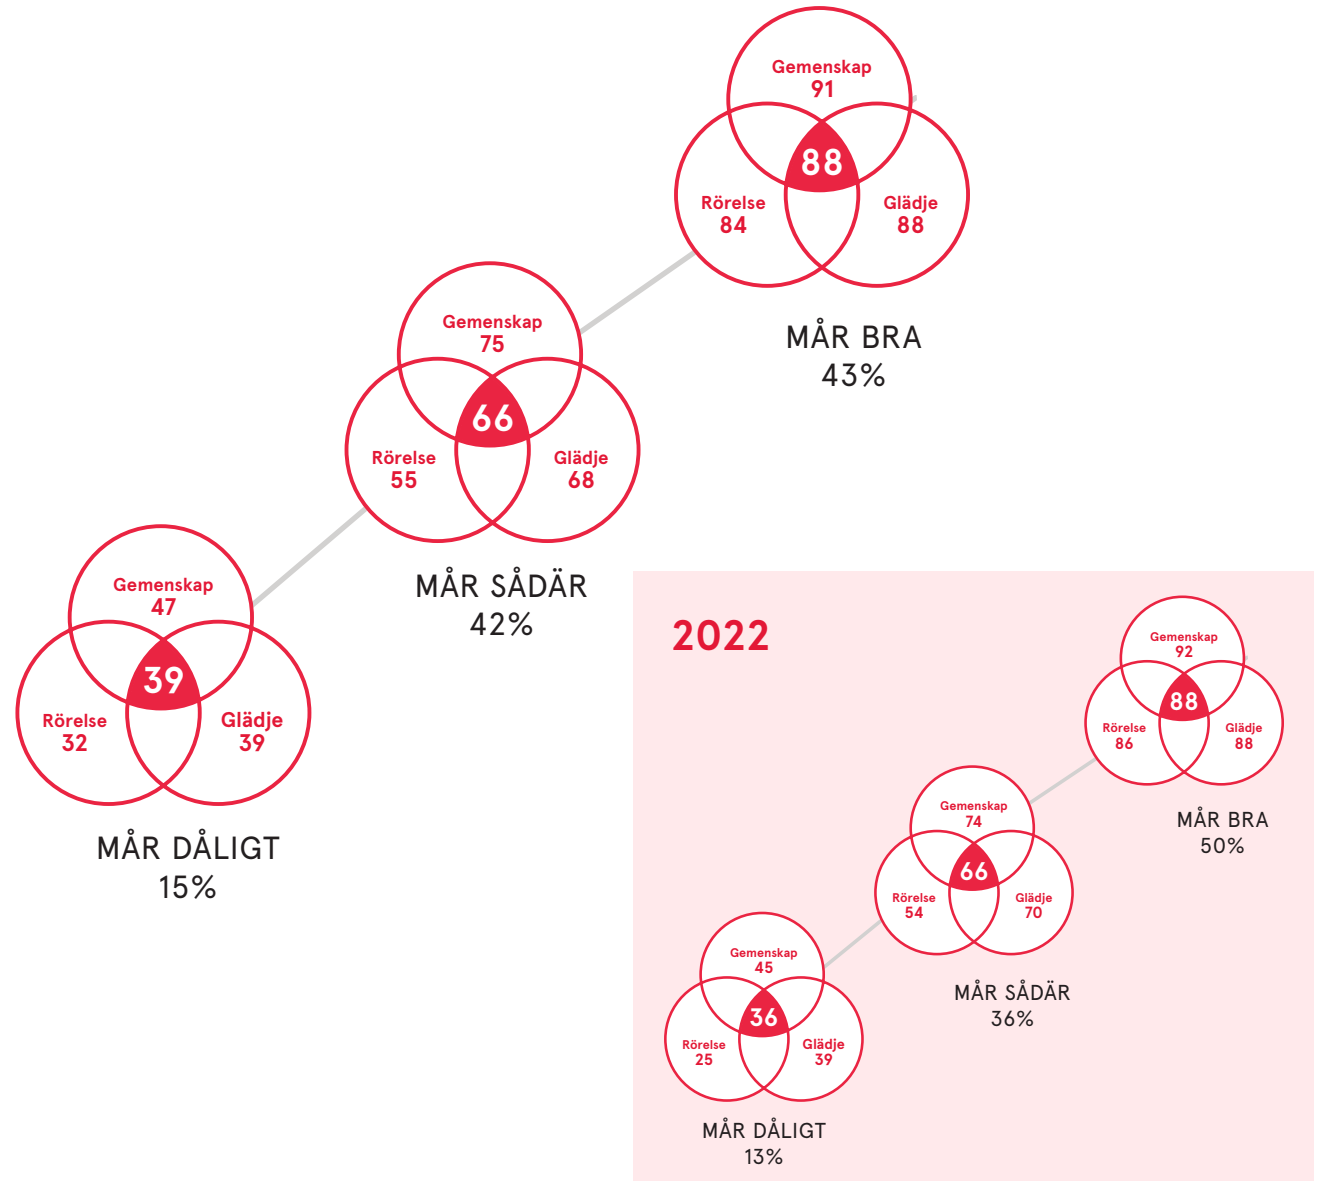 Gemenskap
91
88
Rörelse
84
Glädje
88
MÅR BRA
43%
Gemenskap
75
66
Rörelse
55
Glädje
68
MÅR SÅDÄR
42%
Gemenskap
47
39
Rörelse
32
Glädje
39
MÅR DÅLIGT
15%
2022
Gemenskap
92
88
Rörelse
86
Glädje
88
MÅR BRA
50%
Gemenskap
74
66
Rörelse
54
Glädje
70
MÅR SÅDÄR
36%
Gemenskap
45
36
Rörelse
25
Glädje
39
MÅR DÅLIGT
13%